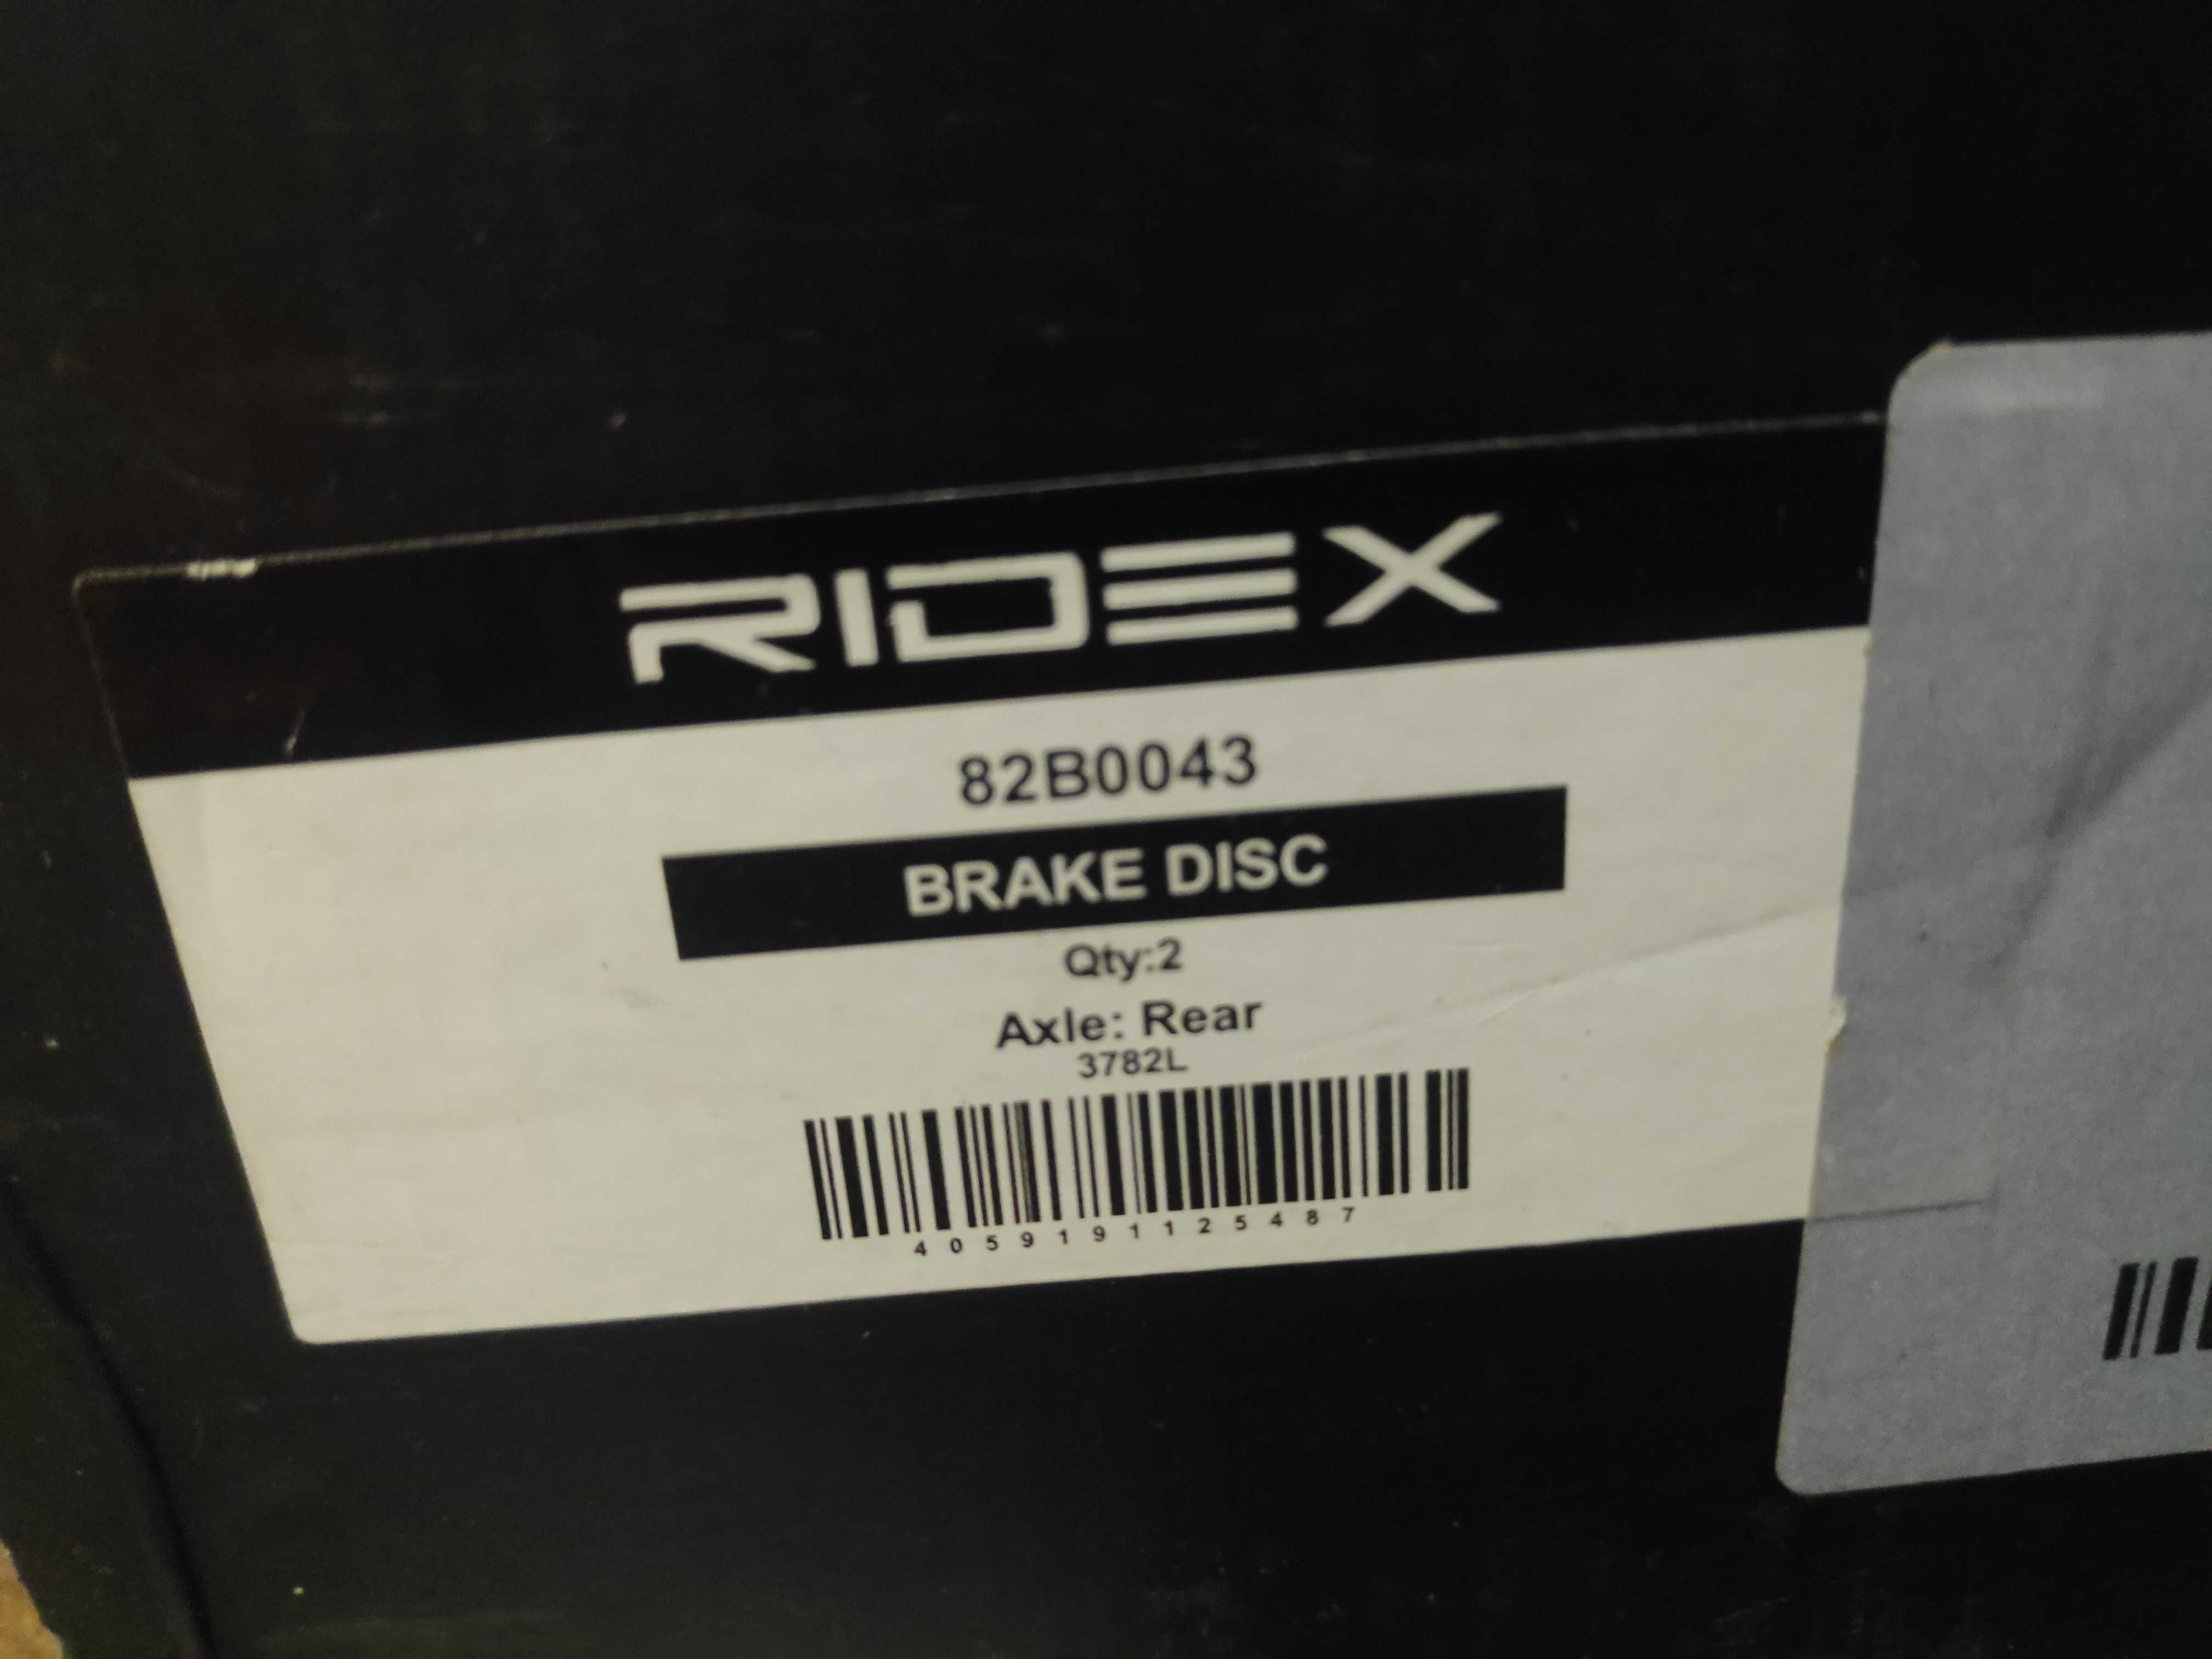 RIDEX
82B0043
BRAKE DISC
Qty:2
Axle: Rear
3782L
4059191125487